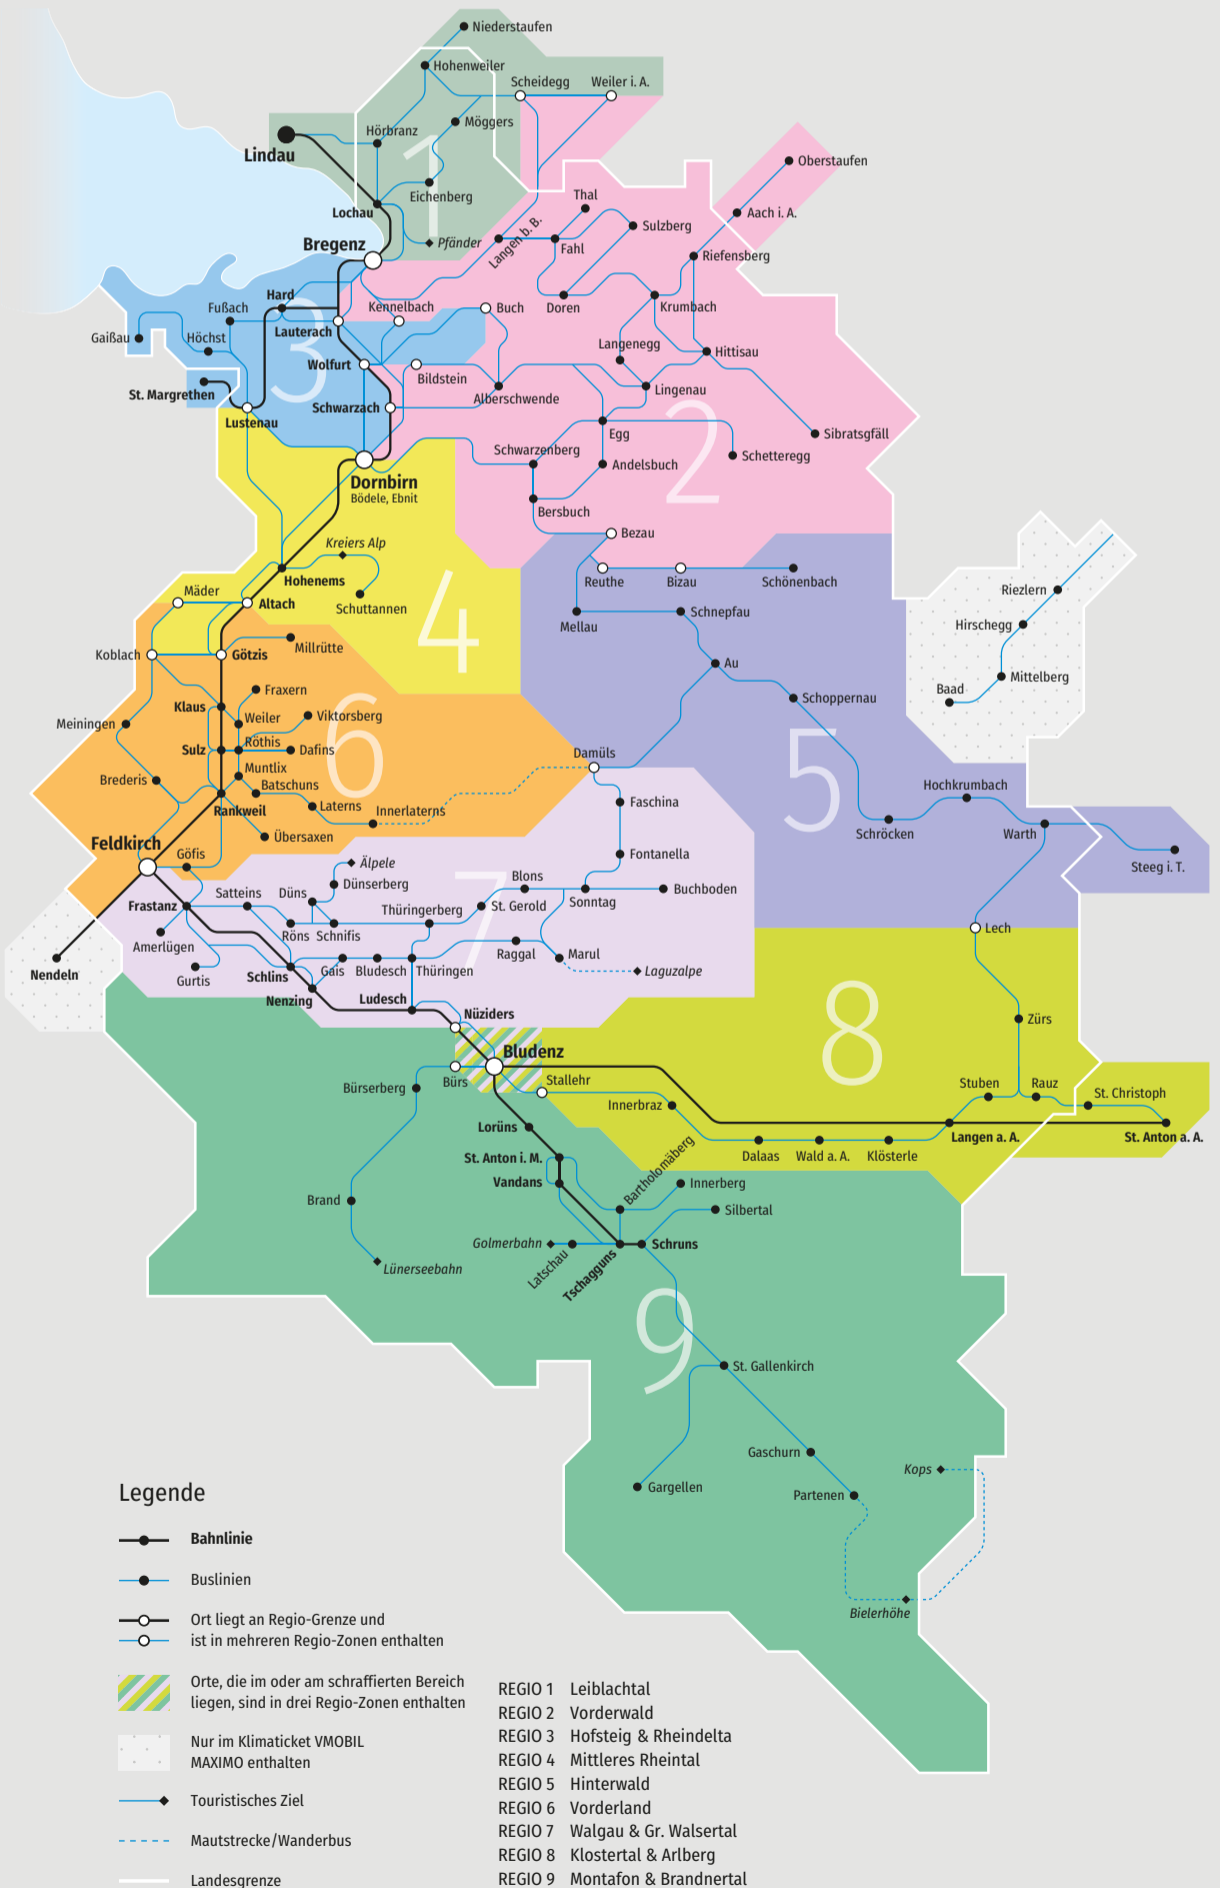 Niederstaufen
Hohenweiler
Scheidegg
Weiler i. A.
Möggers
Hörbranz
Lindau
1
Oberstaufen
Eichenberg
Thal
Lochau
Aach i. A.
Sulzberg
Langen b. B.
Pfänder
Bregenz
Fahl
Riefensberg
Hard
Fußach
Kennelbach
Buch
Doren
Krumbach
Lauterach
Gaißau
Höchst
3
Langenegg
Hittisau
Wolfurt
Bildstein
St. Margrethen
Lingenau
Alberschwende
Schwarzach
Lustenau
2
Egg
Sibratsgfäll
Schwarzenberg
Schetteregg
Andelsbuch
Dornbirn
Bödele, Ebnit
Bersbuch
Bezau
Kreiers Alp
Hohenems
Reuthe
Bizau
Schönenbach
Mäder
Altach
Schuttannen
4
Mellau
Schnepfau
Riezlern
Hirschegg
Koblach
Götzis
Millrütte
Au
Mittelberg
Baad
Fraxern
Klaus
Weiler
Viktorsberg
Schoppernau
Meiningen
6
Sulz
Röthis
Dafins
Damüls
5
Muntlix
Brederis
Batschuns
Hochkrumbach
Laterns
Innerlaterns
Faschina
Rankweil
Schröcken
Warth
Übersaxen
Feldkirch
Göfis
Fontanella
Älpele
Steeg i. T.
Blons
Buchboden
Satteins
Düns
Dünserberg
7
Thüringerberg
St. Gerold
Sonntag
Frastanz
Röns
Schnifis
Lech
Amerlügen
Raggal
Marul
Nendeln
Gurtis
Schlins
Gais
Bludesch
Thüringen
Laguzalpe
Nenzing
Ludesch
Nüziders
8
Zürs
Bludenz
Bürs
Stallehr
Bürserberg
Stuben
Rauz
St. Christoph
Innerbraz
Lorüns
Langen a. A.
St. Anton a. A.
St. Anton i. M.
Dalaas
Wald a. A.
Klösterle
Bartholomäberg
Vandans
Innerberg
Brand
Silbertal
Golmerbahn
Latschau
Tschagguns
Schruns
Lünerseebahn
9
St. Gallenkirch
Gaschurn
Kops
Gargellen
Partenen
Bielerhöhe
Legende
Bahnlinie
Buslinien
Ort liegt an Regio-Grenze und
ist in mehreren Regio-Zonen enthalten
Orte, die im oder am schraffierten Bereich
liegen, sind in drei Regio-Zonen enthalten
Nur im Klimaticket VMOBIL
MAXIMO enthalten
Touristisches Ziel
Mautstrecke/Wanderbus
Landesgrenze
REGIO 1 Leiblachtal
REGIO 2 Vorderwald
REGIO 3 Hofsteig & Rheindelta
REGIO 4 Mittleres Rheintal
REGIO 5 Hinterwald
REGIO 6 Vorderland
REGIO 7 Walgau & Gr. Walsertal
REGIO 8 Klostertal & Arlberg
REGIO 9 Montafon & Brandnertal